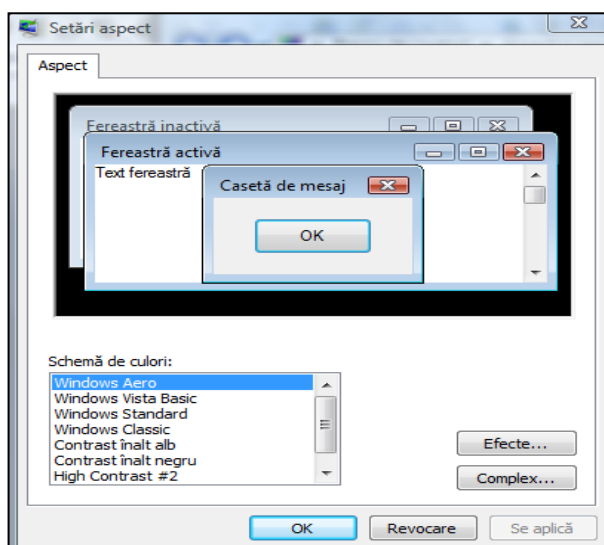 Setări aspect
Aspect
Fereastră inactivă
Fereastră activă
Text fereastră
Casetă de mesaj
OK
Schemă de culori:
Windows Aero
Windows Vista Basic
Windows Standard
Windows Classic
Contrast înalt alb
Contrast înalt negru
High Contrast #2
Efecte...
Complex...
OK Revocare Se aplică